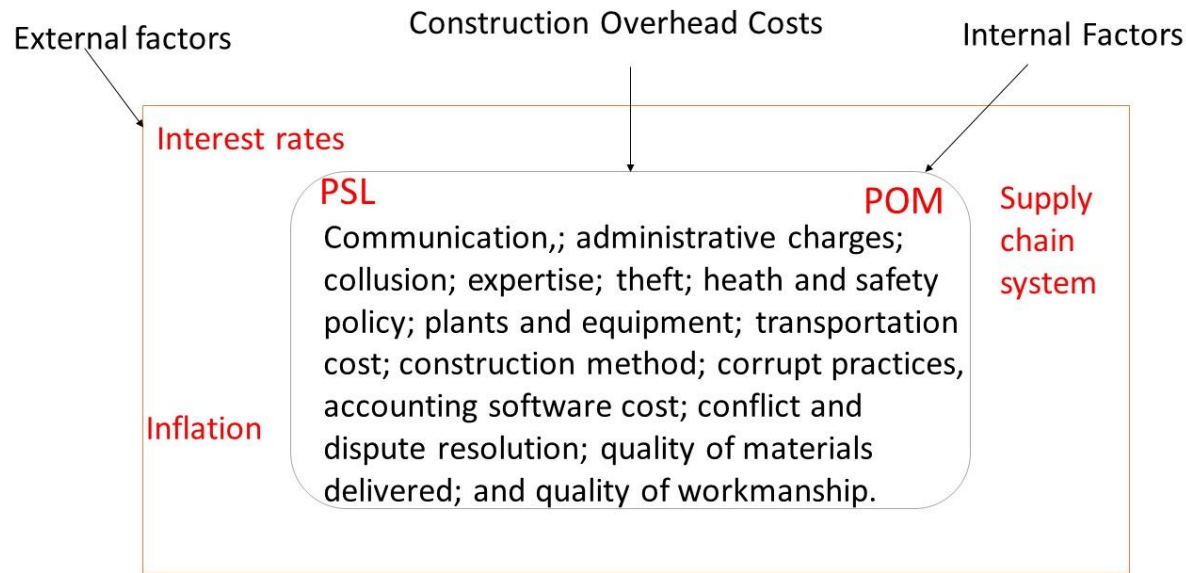 External factors
Construction Overhead Costs
Internal Factors
Interest rates
PSL
POM
Communication,; administrative charges;
collusion; expertise; theft; heath and safety
policy; plants and equipment; transportation
cost; construction method; corrupt practices,
accounting software cost; conflict and
dispute resolution; quality of materials
delivered; and quality of workmanship.
Supply
chain
system
Inflation